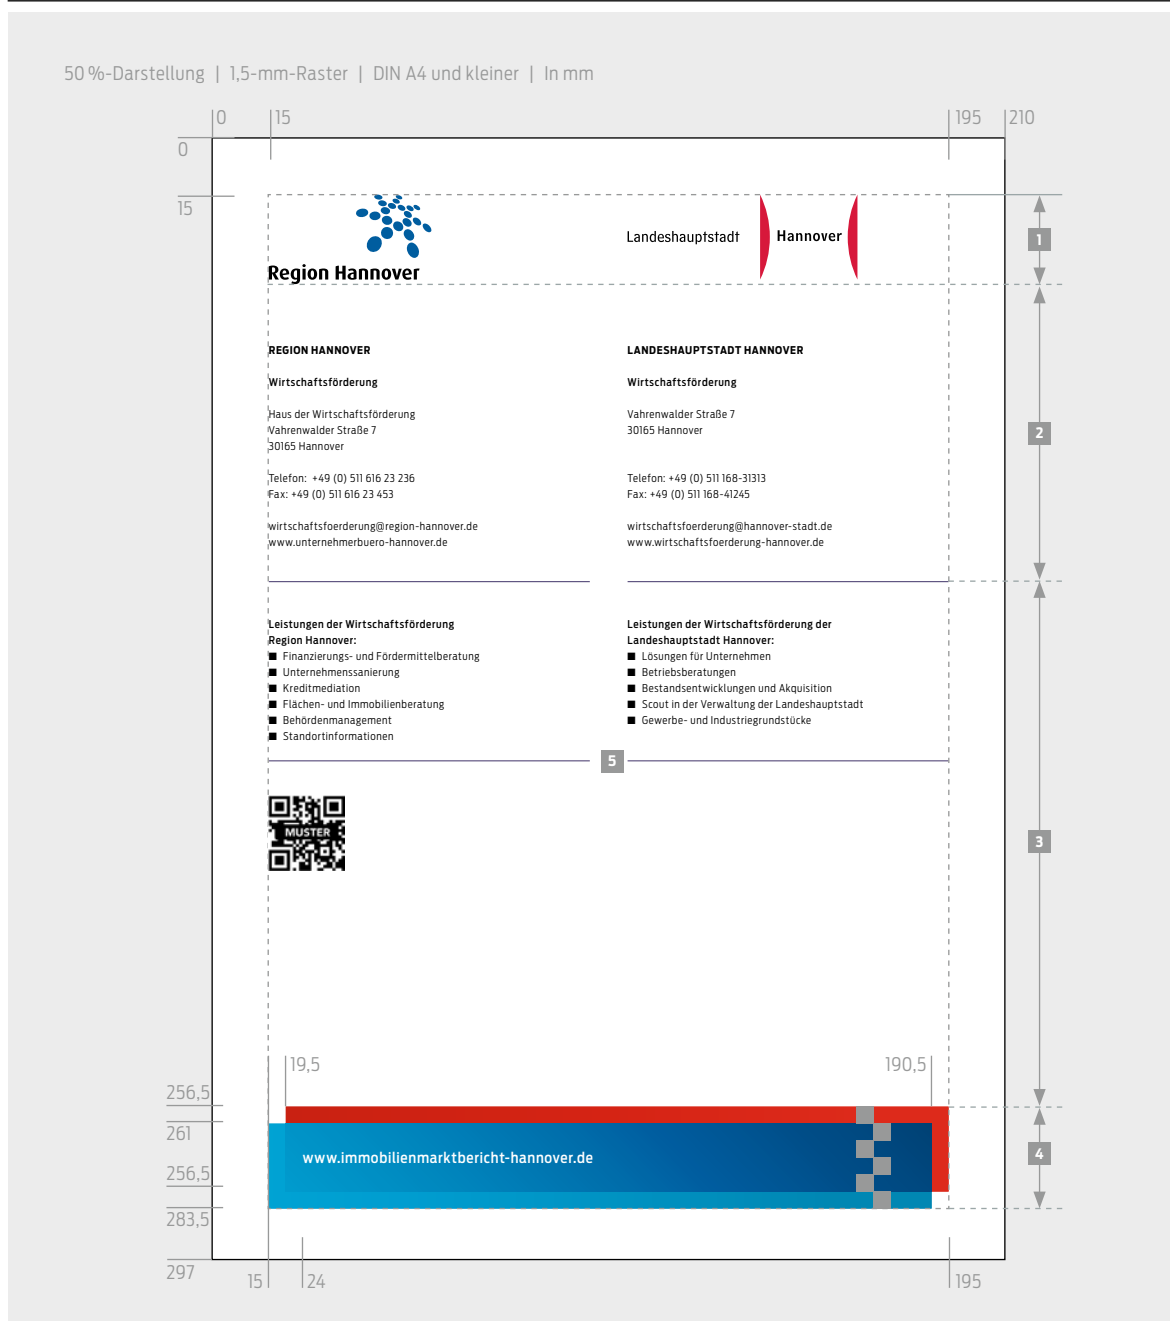 50 %-Darstellung | 1,5-mm-Raster | DIN A4 und kleiner | In mm
0
15
195
210
0
15
Region Hannover
Landeshauptstadt Hannover
1
REGION HANNOVER
Wirtschaftsförderung
Haus der Wirtschaftsförderung
Vahrenwalder Straße 7
30165 Hannover
Telefon: +49 (0) 511 616 23 236
Fax: +49 (0) 511 616 23 453
wirtschaftsfoerderung@region-hannover.de
www.unternehmerbuero-hannover.de
LANDESHAUPTSTADT HANNOVER
Wirtschaftsförderung
Vahrenwalder Straße 7
30165 Hannover
Telefon: +49 (0) 511 168-31313
Fax: +49 (0) 511 168-41245
wirtschaftsfoerderung@hannover-stadt.de
www.wirtschaftsfoerderung-hannover.de
2
Leistungen der Wirtschaftsförderung
Region Hannover:
■ Finanzierungs- und Fördermittelberatung
■ Unternehmenssanierung
■ Kreditmediation
■ Flächen- und Immobilienberatung
■ Behördenmanagement
■ Standortinformationen
Leistungen der Wirtschaftsförderung der
Landeshauptstadt Hannover:
■ Lösungen für Unternehmen
■ Betriebsberatungen
■ Bestandsentwicklungen und Akquisition
■ Scout in der Verwaltung der Landeshauptstadt
■ Gewerbe- und Industriegrundstücke
5
MUSTER
3
19,5
190,5
256,5
261
256,5
283,5
297
www.immobilienmarktbericht-hannover.de
4
15
24
195